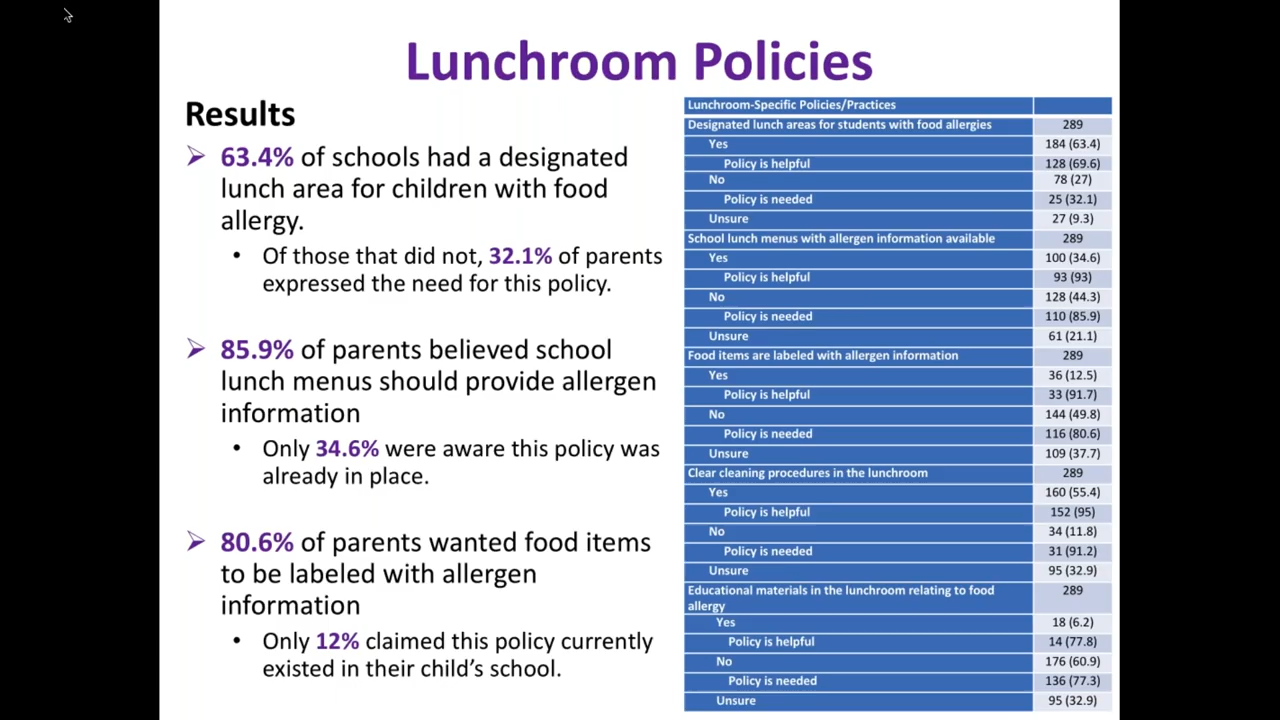 Lunchroom Policies
Results
➢ 63.4% of schools had a designated
lunch area for children with food
allergy.
• Of those that did not, 32.1% of parents
expressed the need for this policy.
➢ 85.9% of parents believed school
lunch menus should provide allergen
information
• Only 34.6% were aware this policy was
already in place.
➢ 80.6% of parents wanted food items
to be labeled with allergen
information
• Only 12% claimed this policy currently
existed in their child's school.
Lunchroom-Specific Policies/Practices
Designated lunch areas for students with food allergies 289
Yes 184 (63.4)
Policy is helpful 128 (69.6)
No 78 (27)
Policy is needed 25 (32.1)
Unsure 27 (9.3)
School lunch menus with allergen information available 289
Yes 100 (34.6)
Policy is helpful 93 (93)
No 128 (44.3)
Policy is needed 110 (85.9)
Unsure 61 (21.1)
Food items are labeled with allergen information 289
Yes 36 (12.5)
Policy is helpful 33 (91.7)
No 144 (49.8)
Policy is needed 116 (80.6)
Unsure 109 (37.7)
Clear cleaning procedures in the lunchroom 289
Yes 160 (55.4)
Policy is helpful 152 (95)
No 34 (11.8)
Policy is needed 31 (91.2)
Unsure 95 (32.9)
Educational materials in the lunchroom relating to food 289
allergy
Yes 18 (6.2)
Policy is helpful 14 (77.8)
No 176 (60.9)
Policy is needed 136 (77.3)
Unsure 95 (32.9)